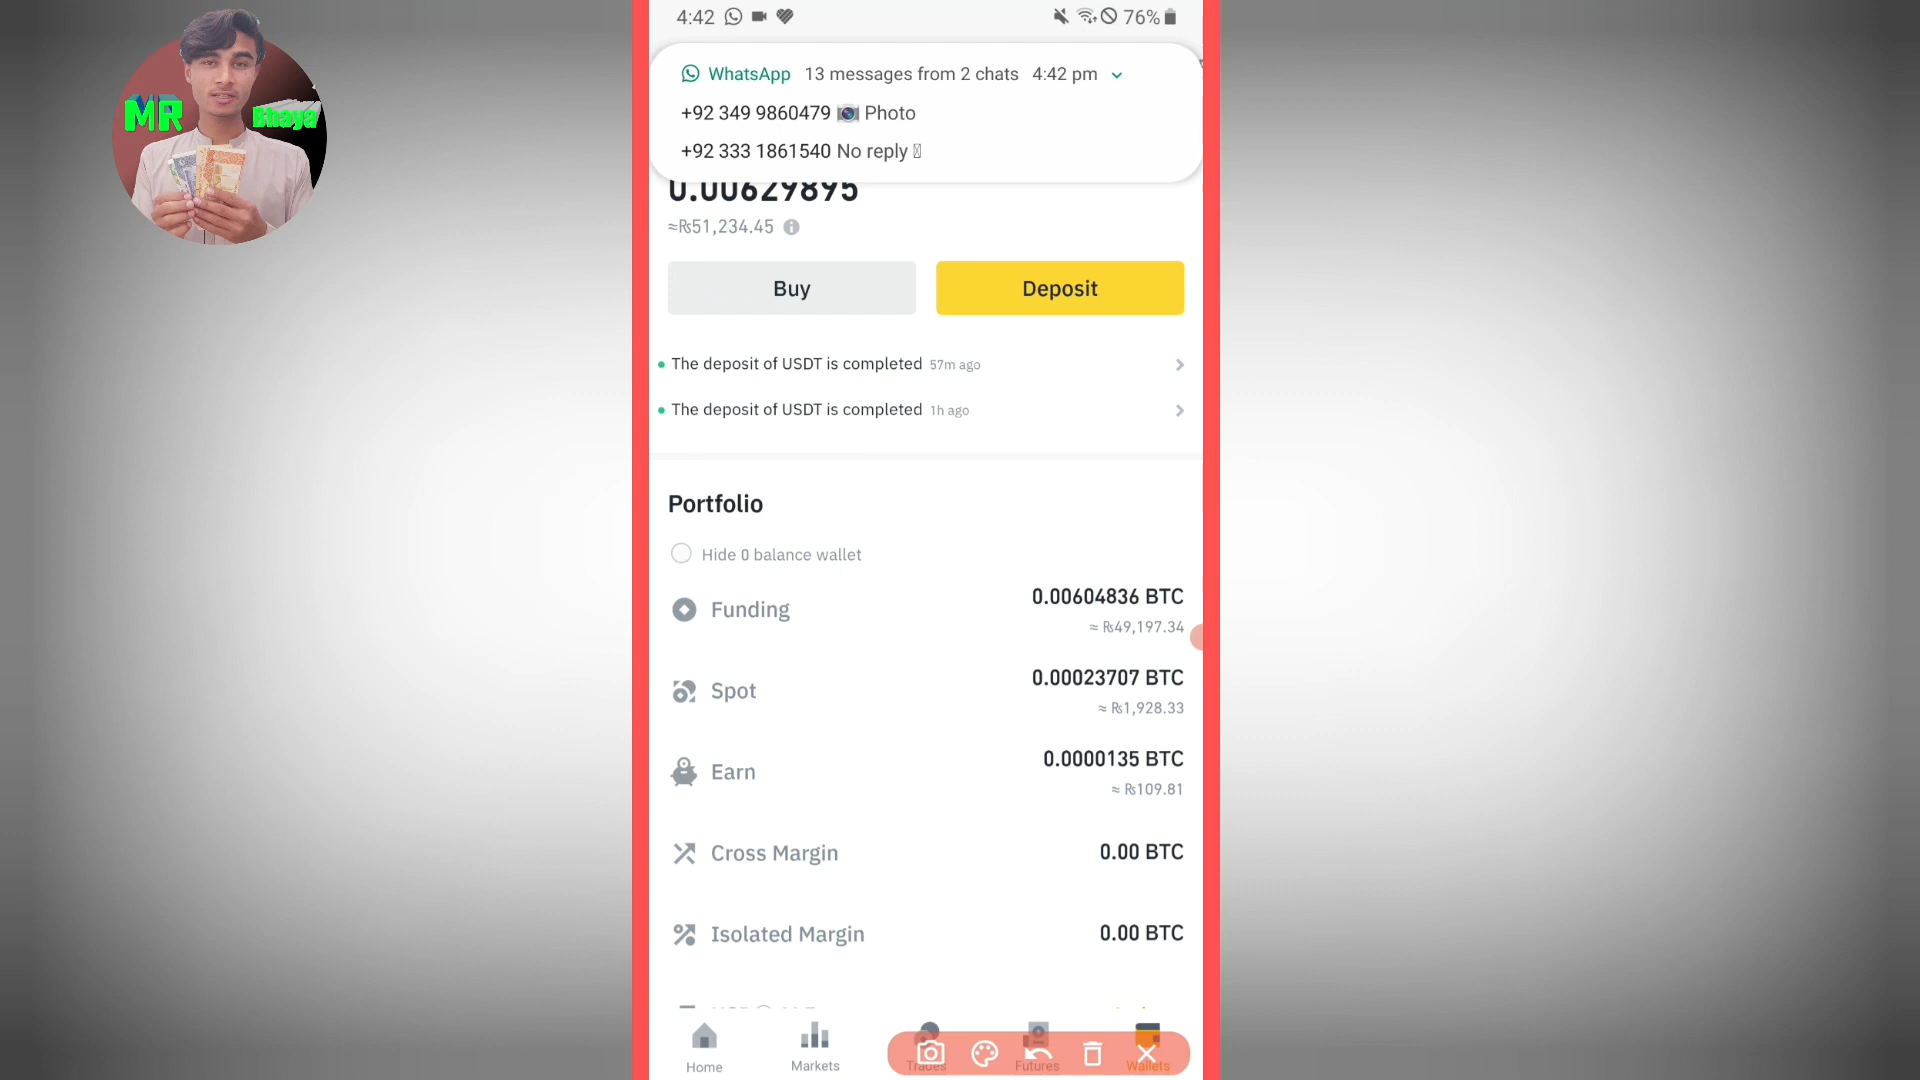 MR
Bhaya
4:42
76%
WhatsApp 13 messages from 2 chats 4:42 pm
+92 349 9860479 📷 Photo
+92 333 1861540 No reply
0.00629895
≈₨51,234.45
Buy
Deposit
The deposit of USDT is completed 57m ago
The deposit of USDT is completed 1h ago
Portfolio
Hide 0 balance wallet
Funding
0.00604836 BTC
≈ ₨49,197.34
Spot
0.00023707 BTC
≈ ₨1,928.33
Earn
0.0000135 BTC
≈ ₨109.81
Cross Margin
0.00 BTC
Isolated Margin
0.00 BTC
Home
Markets
Trades
Futures
Wallets